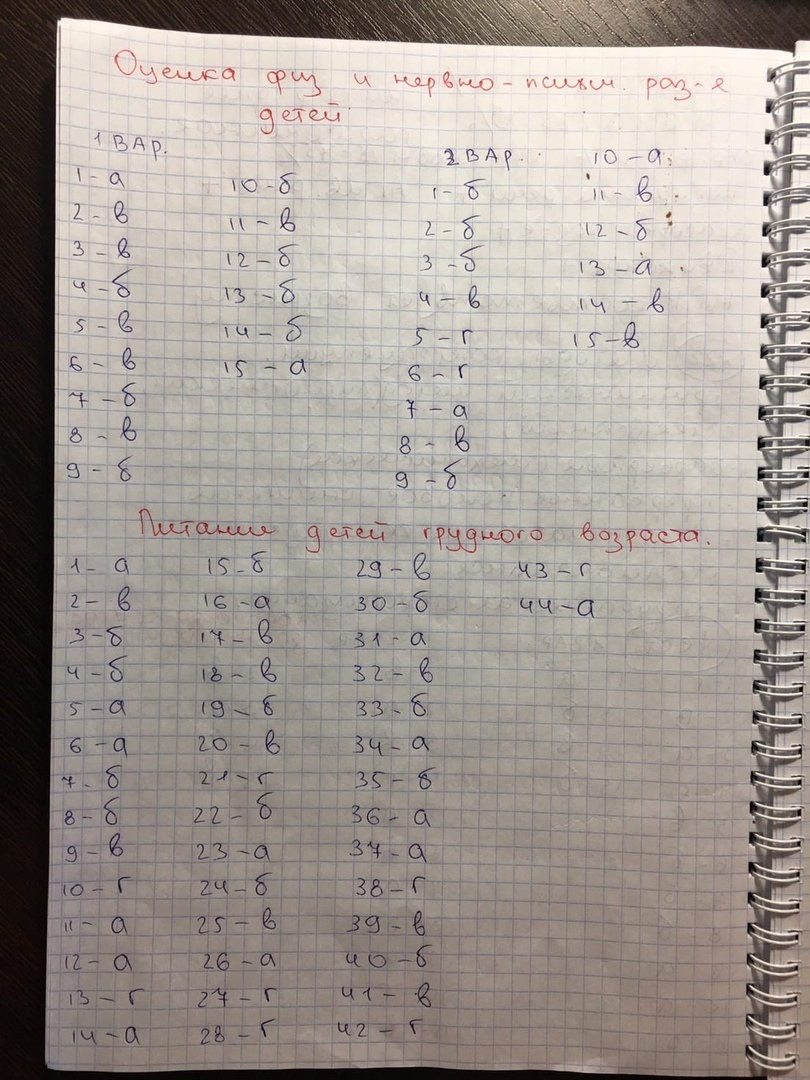 Оценка физ и нервно-психич. раз-я
детей
1 ВАР.
1-а
2-в
3-в
4-б
5-в
6-в
7-б
8-в
9-б
10-б
11-в
12-б
13-б
14-б
15-а
2 ВАР.
1-б
2-б
3-б
4-в
5-г
6-г
7-а
8-в
9-б
10-а
11-в
12-б
13-а
14-в
15-в
Питание детей грудного возраста.
1-а
2-в
3-б
4-б
5-а
6-а
7-б
8-б
9-в
10-г
11-а
12-а
13-г
14-а
15-б
16-а
17-в
18-в
19-б
20-в
21-г
22-б
23-а
24-б
25-в
26-а
27-г
28-г
29-в
30-б
31-а
32-в
33-б
34-а
35-б
36-а
37-а
38-г
39-в
40-б
41-в
42-г
43-г
44-а